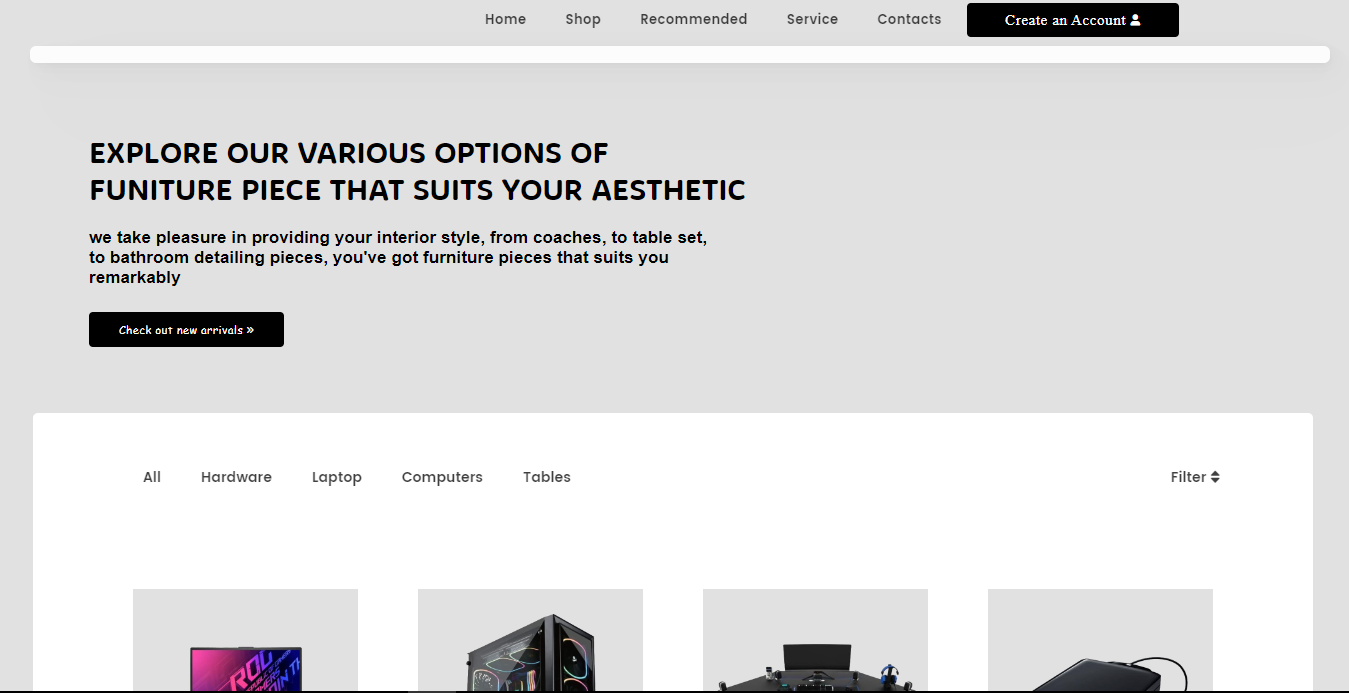 Home Shop Recommended Service Contacts Create an Account
EXPLORE OUR VARIOUS OPTIONS OF
FUNITURE PIECE THAT SUITS YOUR AESTHETIC
we take pleasure in providing your interior style, from coaches, to table set,
to bathroom detailing pieces, you've got furniture pieces that suits you
remarkably
Check out new arrivals »
All Hardware Laptop Computers Tables Filter
ROG